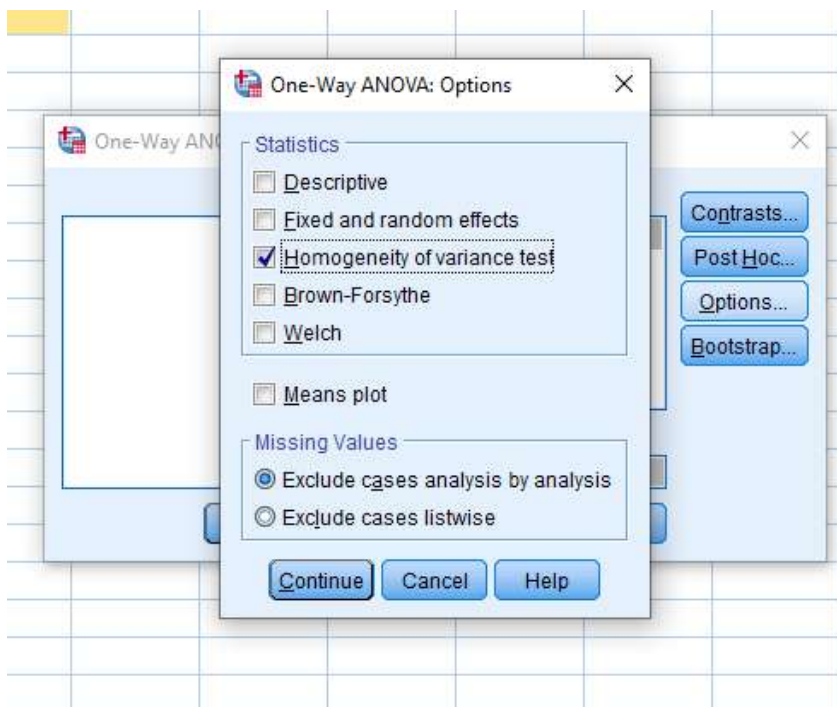 One-Way ANOVA: Options
One-Way
Statistics
Descriptive
Fixed and random effects
Homogeneity of variance test
Brown-Forsythe
Welch
Means plot
Missing Values
Exclude cases analysis by analysis
Exclude cases listwise
Continue Cancel Help
Contrasts...
Post Hoc...
Options...
Bootstrap...